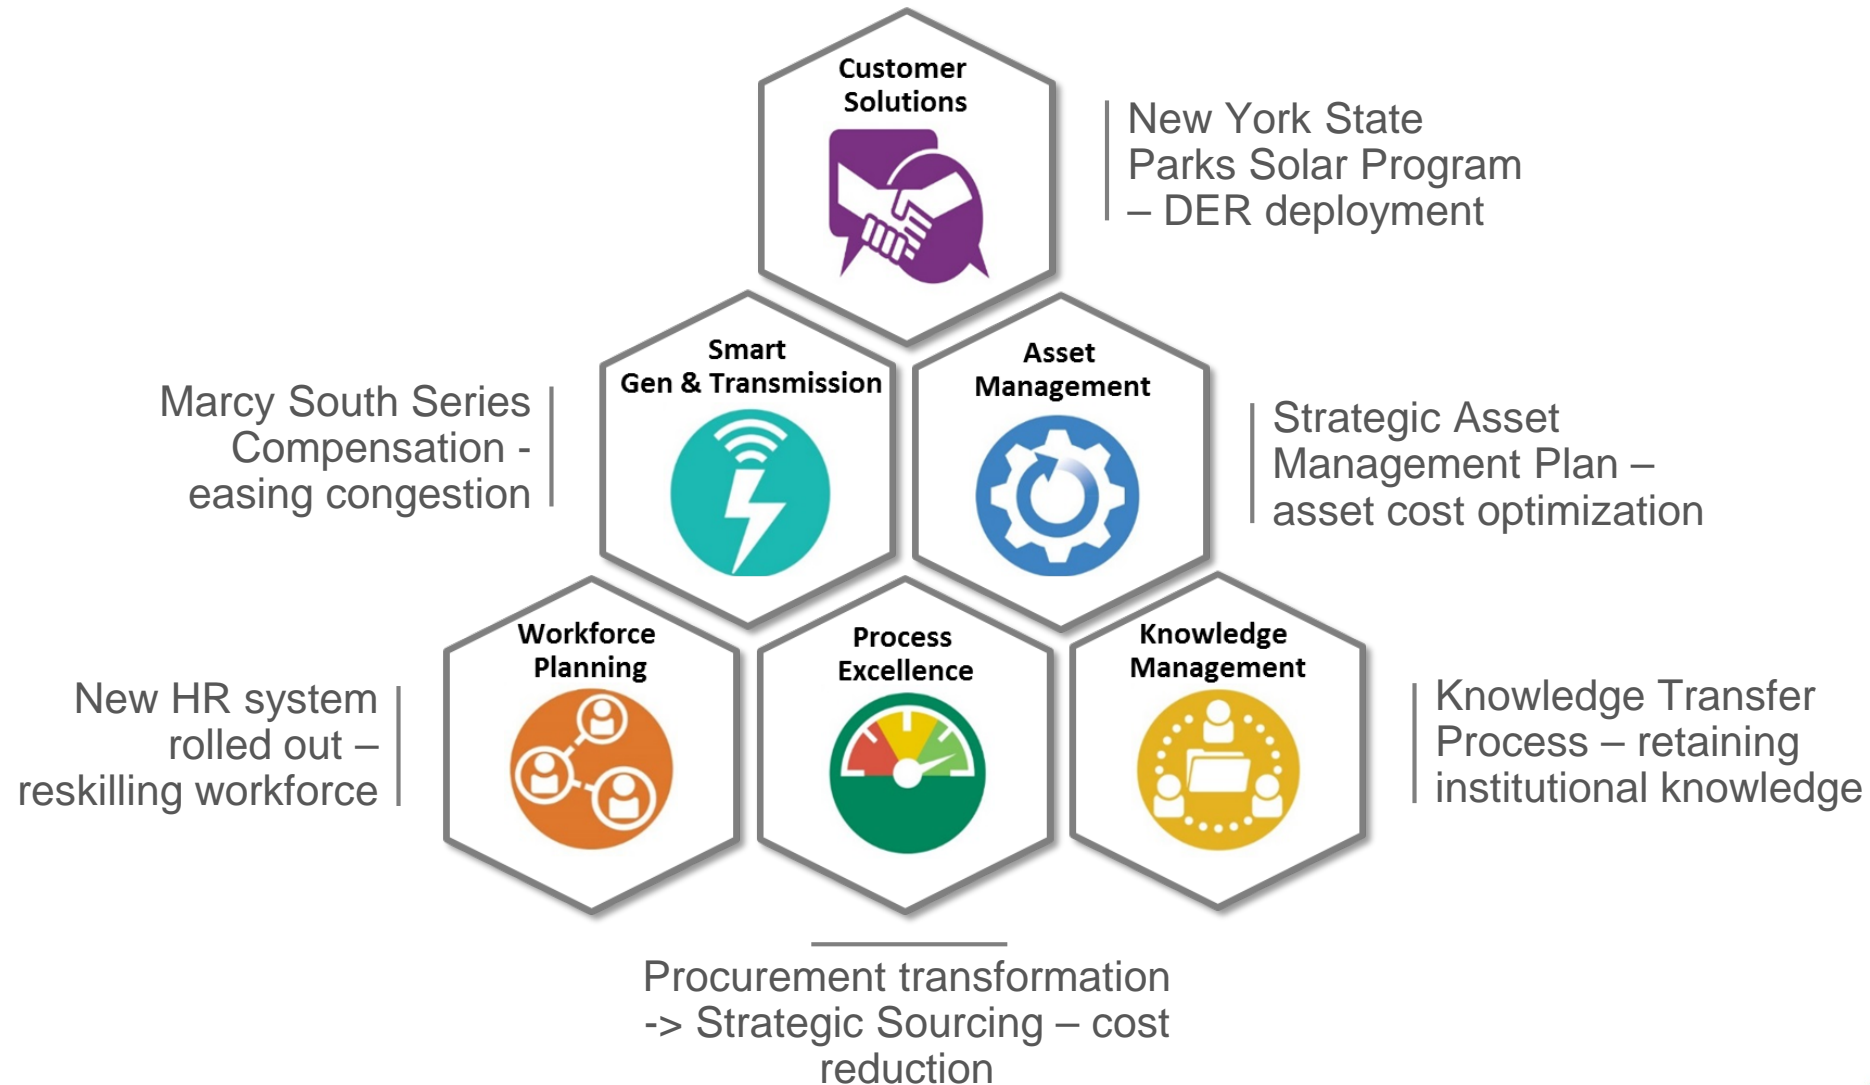 Customer
Solutions
New York State
Parks Solar Program
– DER deployment
Smart
Gen & Transmission
Marcy South Series
Compensation -
easing congestion
Asset
Management
Strategic Asset
Management Plan –
asset cost optimization
Workforce
Planning
New HR system
rolled out –
reskilling workforce
Process
Excellence
Procurement transformation
-> Strategic Sourcing – cost
reduction
Knowledge
Management
Knowledge Transfer
Process – retaining
institutional knowledge